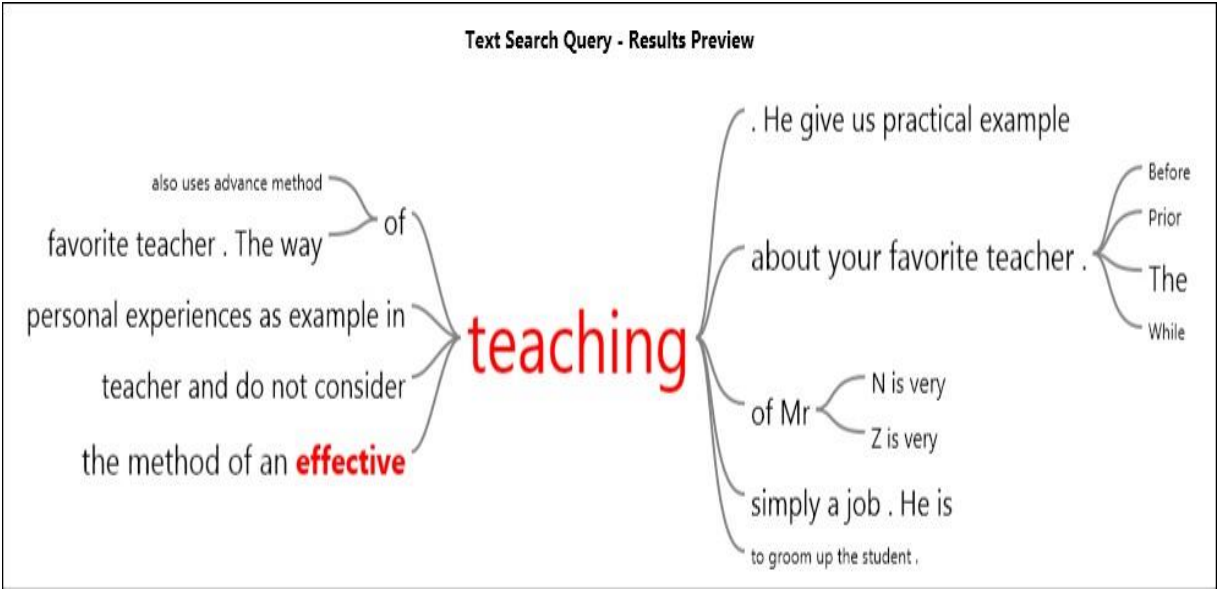 Text Search Query - Results Preview
also uses advance method
favorite teacher . The way
of
personal experiences as example in
teacher and do not consider
the method of an effective
teaching
. He give us practical example
about your favorite teacher .
Before
Prior
The
While
of Mr
N is very
Z is very
simply a job . He is
to groom up the student .